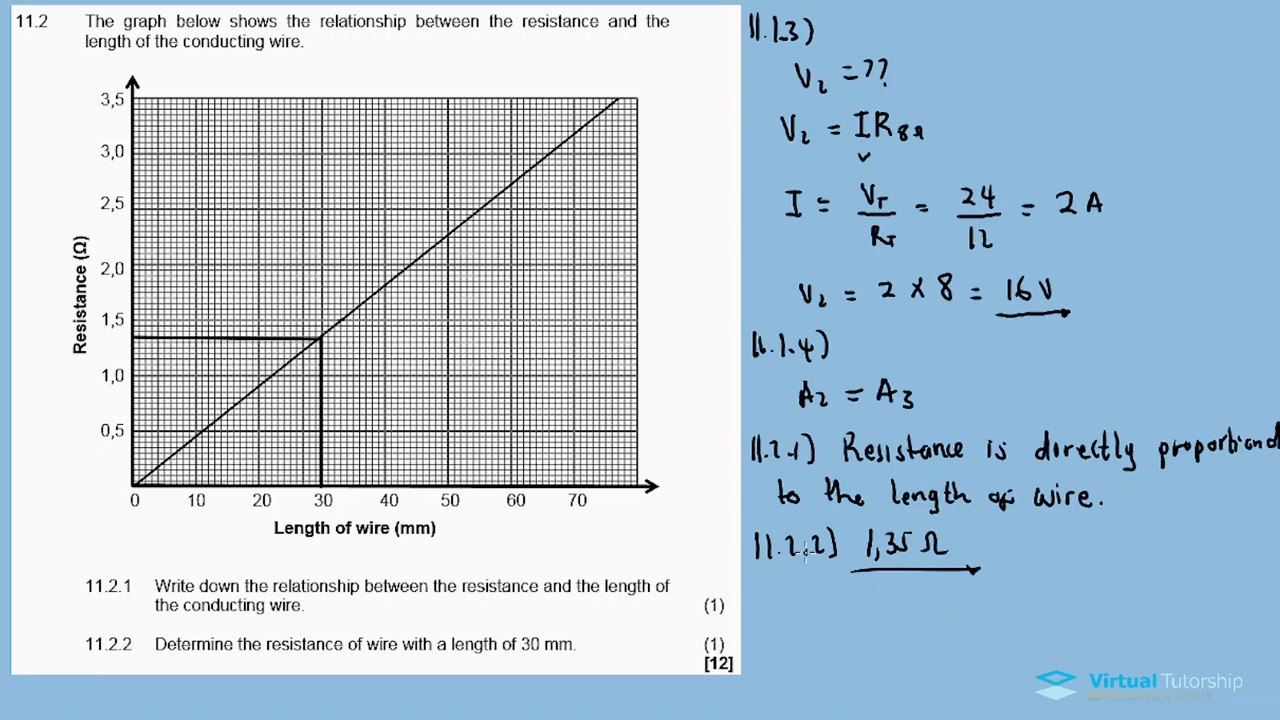 11.2 The graph below shows the relationship between the resistance and the
length of the conducting wire.
3,5
3,0
2,5
2,0
1,5
1,0
0,5
Resistance (Ω)
0 10 20 30 40 50 60 70
Length of wire (mm)
11.2.1 Write down the relationship between the resistance and the length of
the conducting wire. (1)
11.2.2 Determine the resistance of wire with a length of 30 mm. (1)
[12]
11.1.3)
V2 = ??
V2 = IR8Ω
I = VT/RT = 24/12 = 2 A
V2 = 2 × 8 = 16 V
11.1.4)
A2 = A3
11.2.1) Resistance is directly proportional
to the length of wire.
11.2.2) 1,35 Ω
Virtual Tutorship